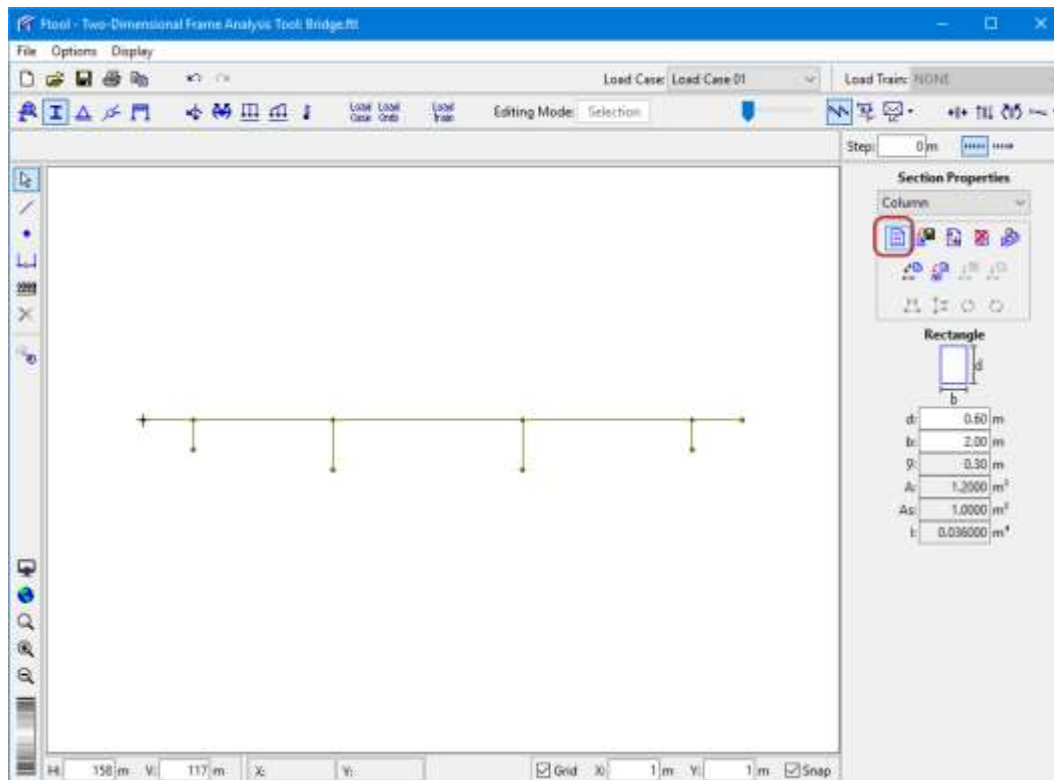 Ftool - Two-Dimensional Frame Analysis Tool: Bridge.ftl
File Options Display
Load Case: Load Case 01 Load Train: NONE
Load Case Load Cmb Load Train Editing Mode: Selection
Step: 0 m
Section Properties
Column
Rectangle
d
b
d: 0.60 m
b: 2.00 m
ȳ: 0.30 m
A: 1.2000 m²
As: 1.0000 m²
I: 0.036000 m⁴
H: 158 m V: 117 m X: Y: Grid X: 1 m Y: 1 m Snap